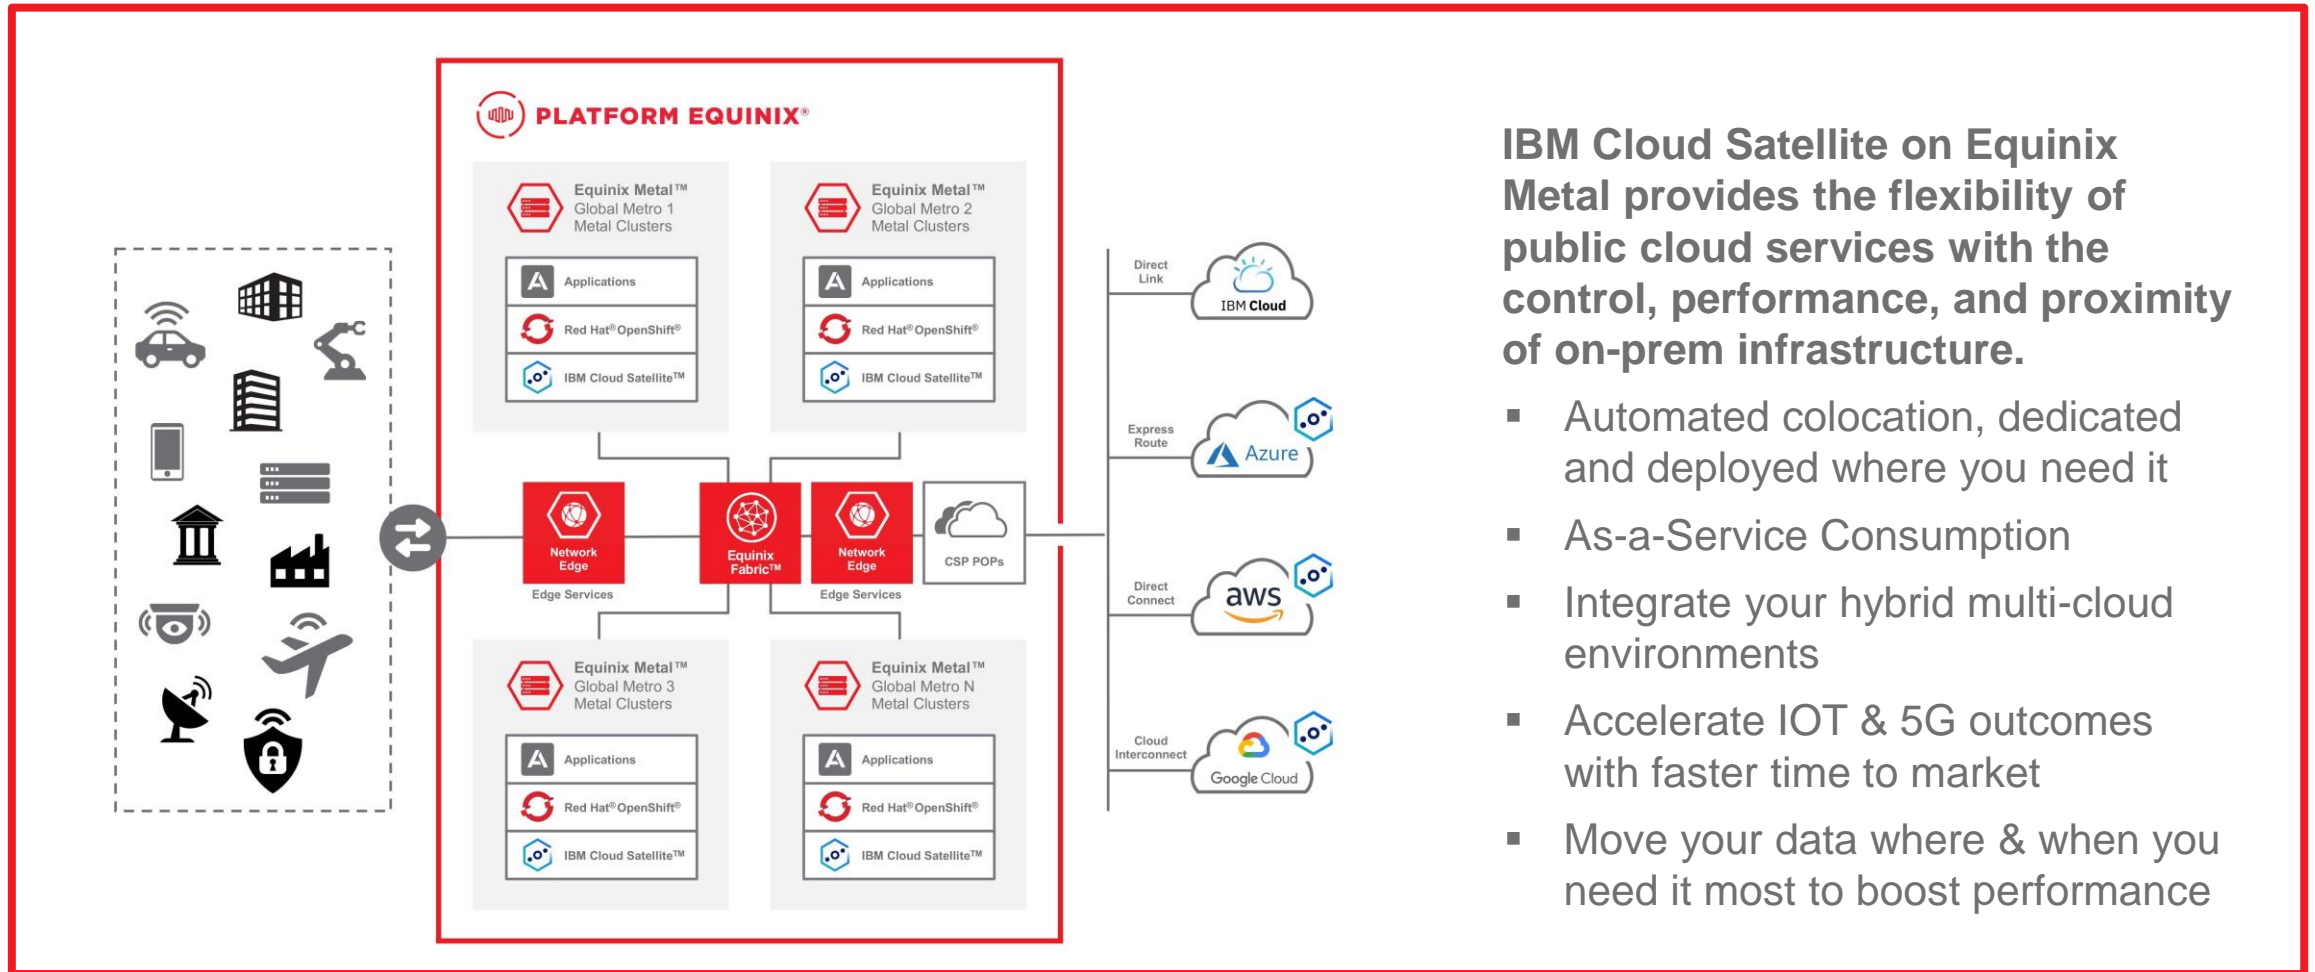 PLATFORM EQUINIX®
Equinix Metal™
Global Metro 1
Metal Clusters
Applications
Red Hat® OpenShift®
IBM Cloud Satellite™
Equinix Metal™
Global Metro 2
Metal Clusters
Applications
Red Hat® OpenShift®
IBM Cloud Satellite™
Network
Edge
Edge Services
Equinix
Fabric™
Network
Edge
Edge Services
CSP POPs
Equinix Metal™
Global Metro 3
Metal Clusters
Applications
Red Hat® OpenShift®
IBM Cloud Satellite™
Equinix Metal™
Global Metro N
Metal Clusters
Applications
Red Hat® OpenShift®
IBM Cloud Satellite™
Direct
Link
IBM Cloud
Express
Route
Azure
Direct
Connect
aws
Cloud
Interconnect
Google Cloud
IBM Cloud Satellite on Equinix
Metal provides the flexibility of
public cloud services with the
control, performance, and proximity
of on-prem infrastructure.
▪ Automated colocation, dedicated
and deployed where you need it
▪ As-a-Service Consumption
▪ Integrate your hybrid multi-cloud
environments
▪ Accelerate IOT & 5G outcomes
with faster time to market
▪ Move your data where & when you
need it most to boost performance